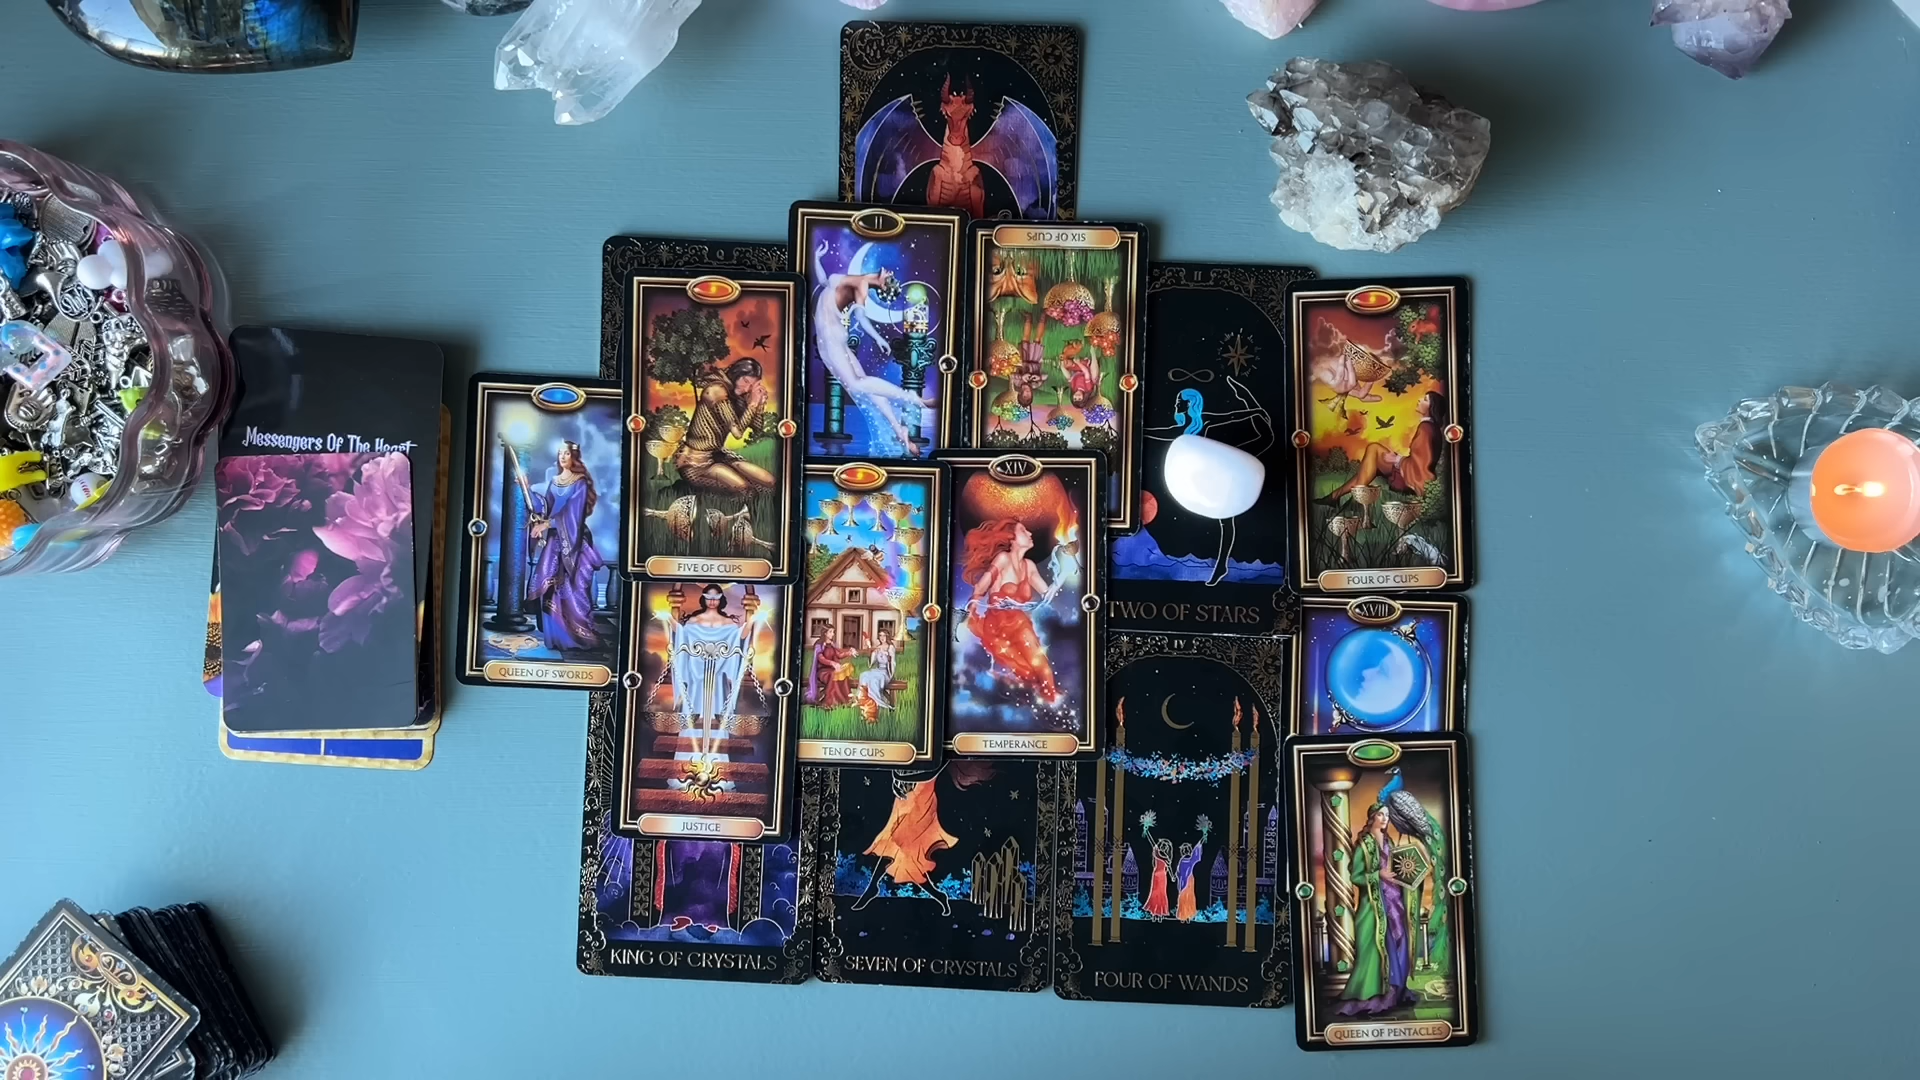 XV
II
SIX OF CUPS
Q
II
Messengers Of The Heart
FIVE OF CUPS
XIV
FOUR OF CUPS
TWO OF STARS
XVIII
QUEEN OF SWORDS
IV
TEN OF CUPS
TEMPERANCE
JUSTICE
KING OF CRYSTALS
SEVEN OF CRYSTALS
FOUR OF WANDS
QUEEN OF PENTACLES